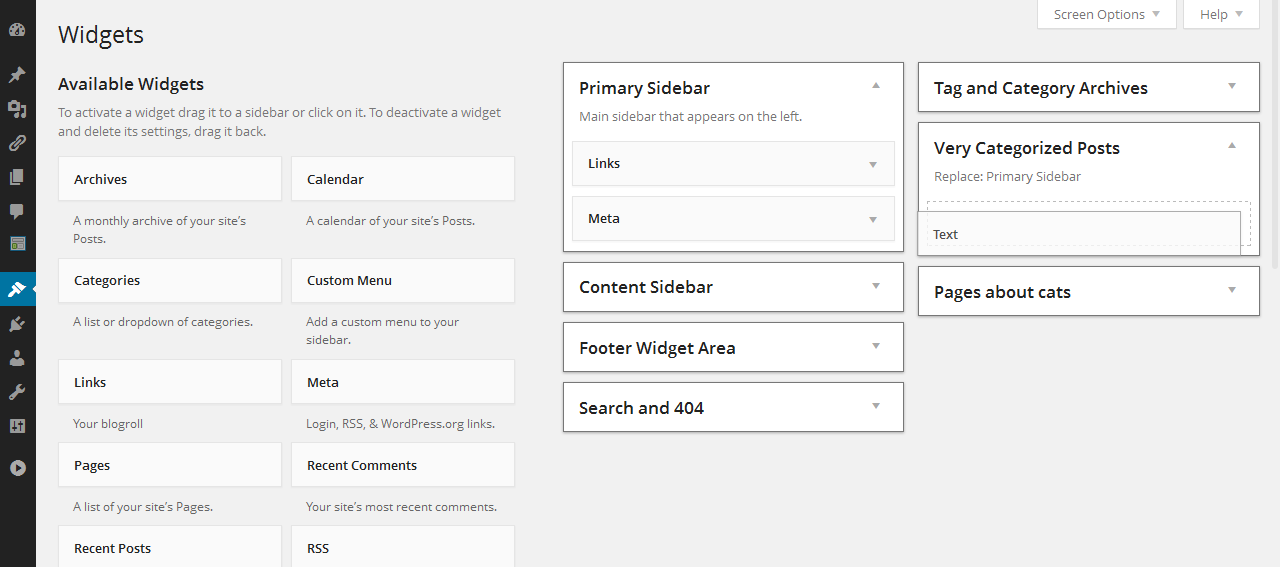 Screen Options
Help
Widgets
Available Widgets
To activate a widget drag it to a sidebar or click on it. To deactivate a widget
and delete its settings, drag it back.
Archives
Calendar
A monthly archive of your site’s
Posts.
A calendar of your site’s Posts.
Categories
Custom Menu
A list or dropdown of categories.
Add a custom menu to your
sidebar.
Links
Meta
Your blogroll
Login, RSS, & WordPress.org links.
Pages
Recent Comments
A list of your site’s Pages.
Your site’s most recent comments.
Recent Posts
RSS
Primary Sidebar
Main sidebar that appears on the left.
Links
Meta
Content Sidebar
Footer Widget Area
Search and 404
Tag and Category Archives
Very Categorized Posts
Replace: Primary Sidebar
Text
Pages about cats